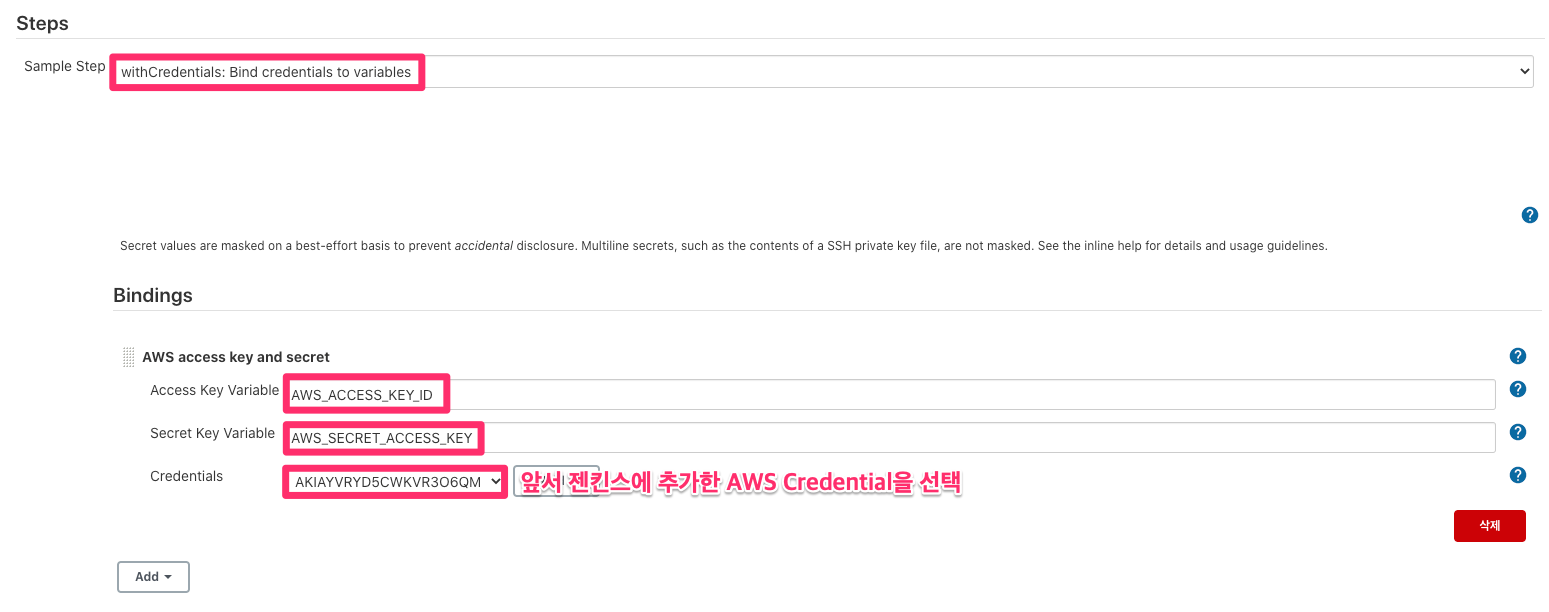 Steps
Sample Step withCredentials: Bind credentials to variables
Secret values are masked on a best-effort basis to prevent accidental disclosure. Multiline secrets, such as the contents of a SSH private key file, are not masked. See the inline help for details and usage guidelines.
Bindings
AWS access key and secret
Access Key Variable AWS_ACCESS_KEY_ID
Secret Key Variable AWS_SECRET_ACCESS_KEY
Credentials AKIAYVRYD5CWKVR3O6QM 앞서 젠킨스에 추가한 AWS Credential을 선택
삭제
Add